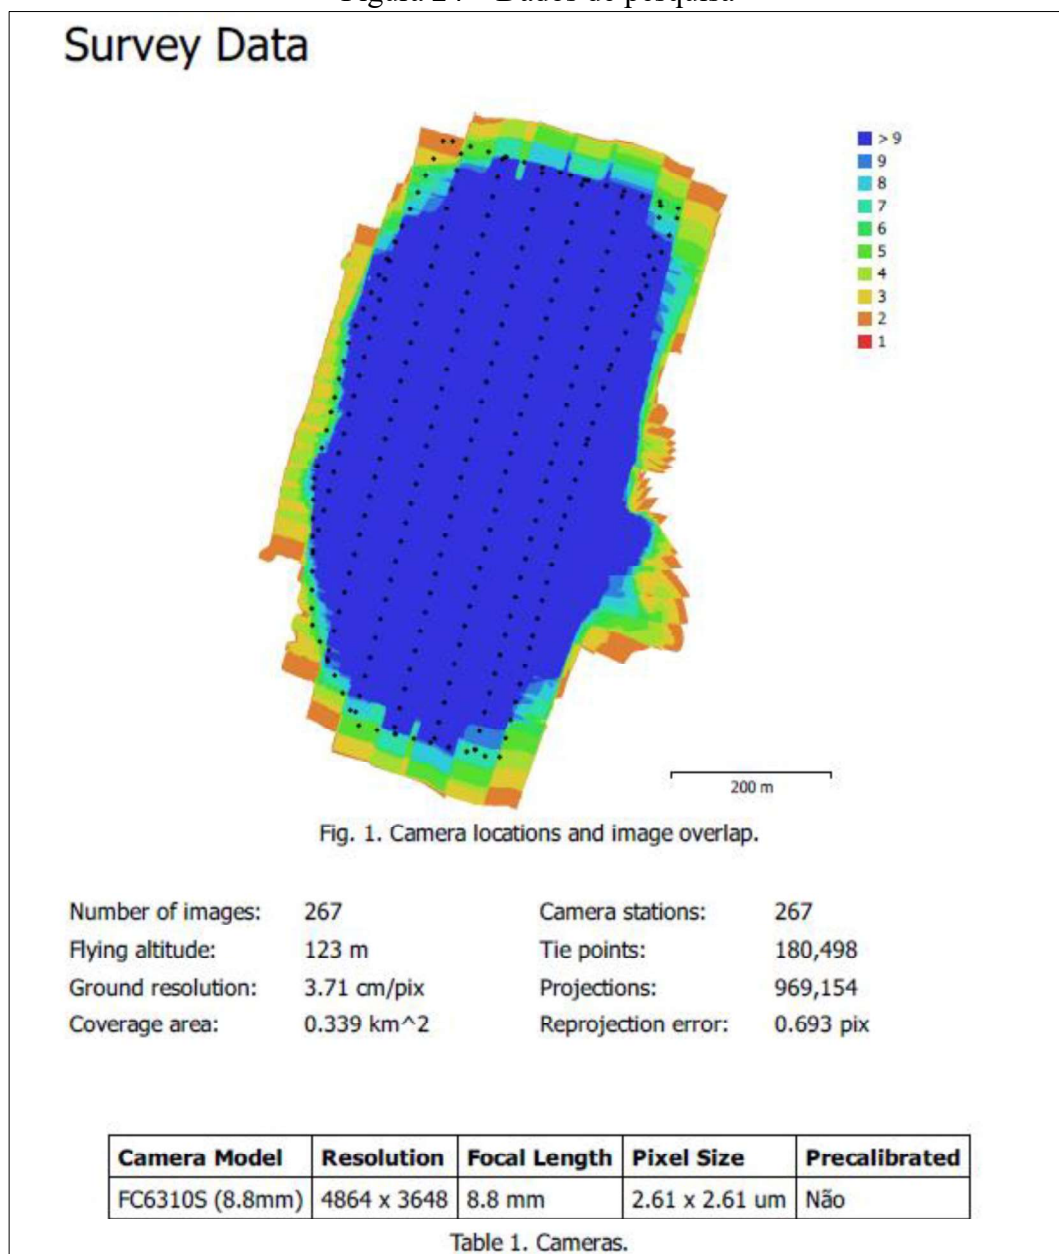 Survey Data
> 9
9
8
7
6
5
4
3
2
1
200 m
Fig. 1. Camera locations and image overlap.
Number of images: 267 Camera stations: 267
Flying altitude: 123 m Tie points: 180,498
Ground resolution: 3.71 cm/pix Projections: 969,154
Coverage area: 0.339 km^2 Reprojection error: 0.693 pix
Camera Model Resolution Focal Length Pixel Size Precalibrated
FC6310S (8.8mm) 4864 x 3648 8.8 mm 2.61 x 2.61 um Não
Table 1. Cameras.